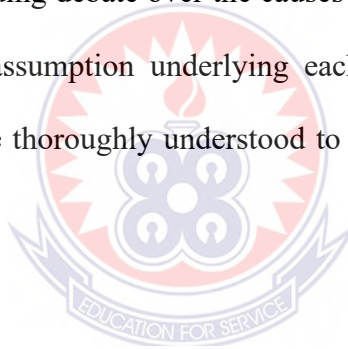 ing debate over the causes
assumption underlying each
thoroughly understood to
EDUCATION FOR SERVICE